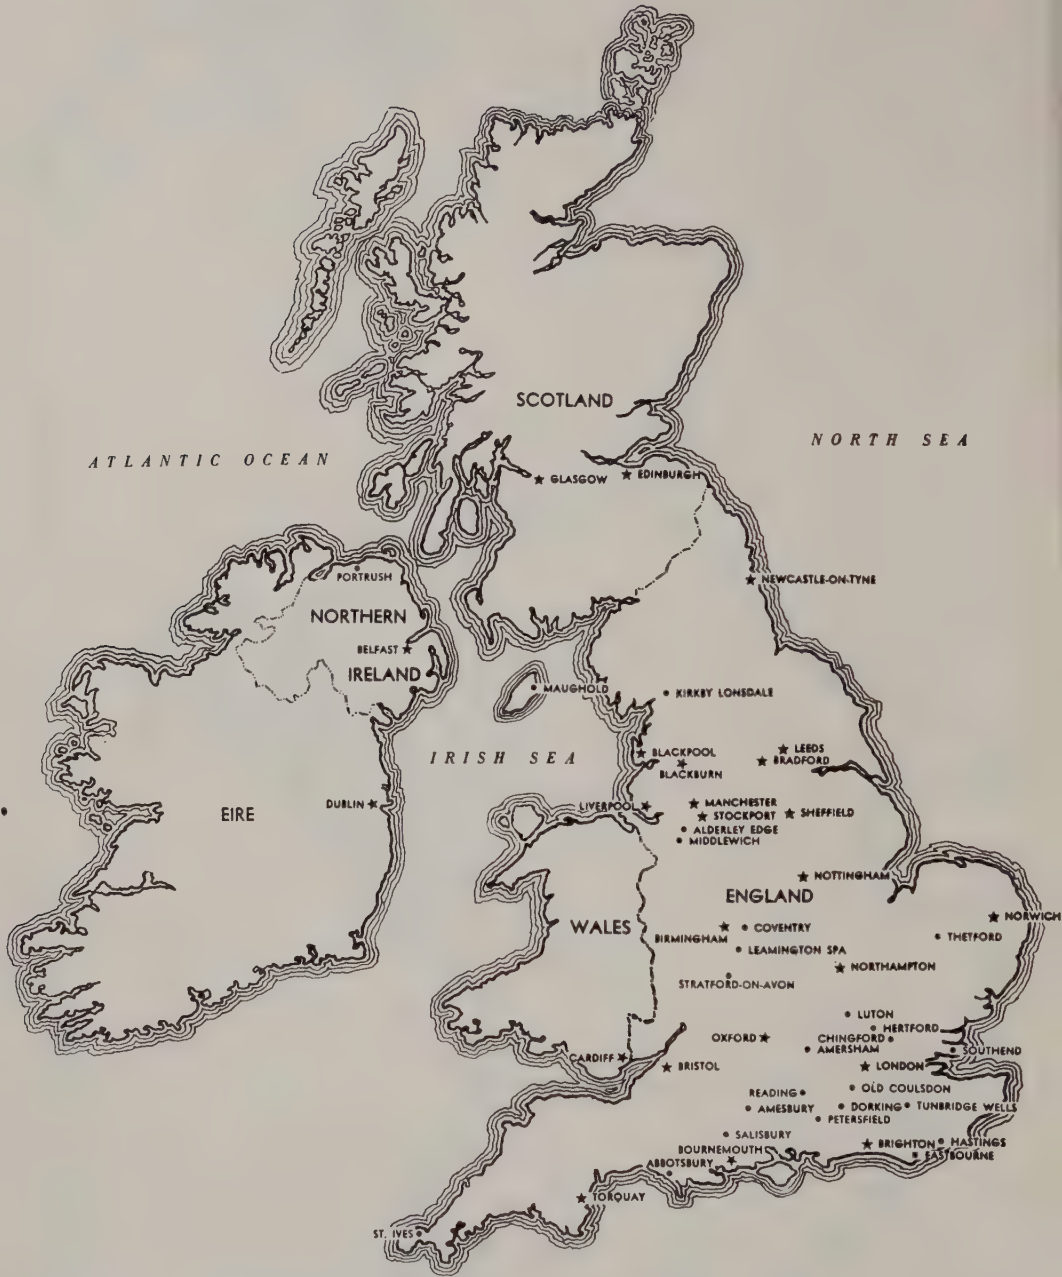 SCOTLAND
NORTH SEA
ATLANTIC OCEAN
GLASGOW
EDINBURGH
PORTRUSH
NEWCASTLE-ON-TYNE
NORTHERN
IRELAND
BELFAST
MAUGHOLD
KIRKBY LONSDALE
IRISH SEA
BLACKPOOL
BLACKBURN
LEEDS
BRADFORD
EIRE
DUBLIN
LIVERPOOL
MANCHESTER
STOCKPORT
SHEFFIELD
ALDERLEY EDGE
MIDDLEWICH
NOTTINGHAM
ENGLAND
WALES
NORWICH
BIRMINGHAM
COVENTRY
THETFORD
LEAMINGTON SPA
NORTHAMPTON
STRATFORD-ON-AVON
LUTON
HERTFORD
OXFORD
CHINGFORD
AMERSHAM
SOUTHEND
CARDIFF
BRISTOL
LONDON
READING
OLD COULSDON
AMESBURY
DORKING
TUNBRIDGE WELLS
PETERSFIELD
SALISBURY
BOURNEMOUTH
BRIGHTON
HASTINGS
EASTBOURNE
ABBOTSBURY
TORQUAY
ST. IVES